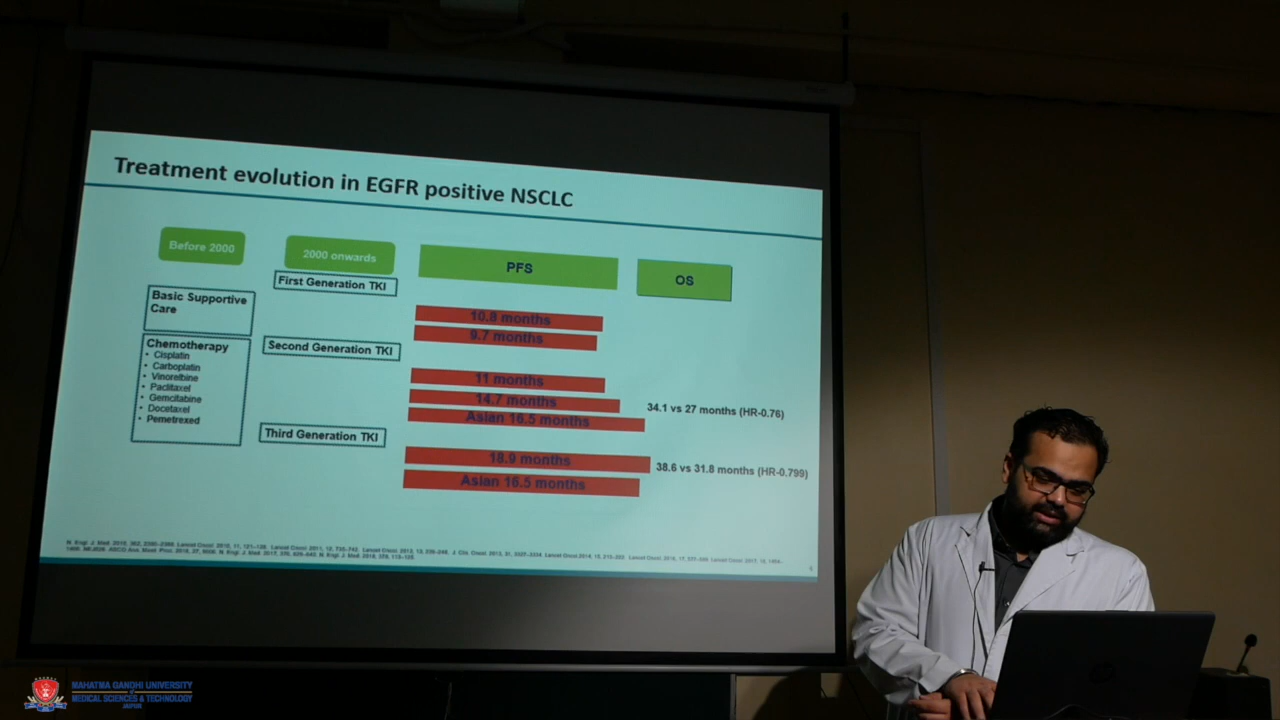 Treatment evolution in EGFR positive NSCLC
Before 2000
2000 onwards
PFS
OS
First Generation TKI
Basic Supportive
Care
10.8 months
9.7 months
Chemotherapy
• Cisplatin
• Carboplatin
• Vinorelbine
• Paclitaxel
• Gemcitabine
• Docetaxel
• Pemetrexed
Second Generation TKI
11 months
14.7 months
Asian 16.5 months
34.1 vs 27 months (HR-0.76)
Third Generation TKI
18.9 months
Asian 16.5 months
38.6 vs 31.8 months (HR-0.799)
MAHATMA GANDHI UNIVERSITY
of
MEDICAL SCIENCES & TECHNOLOGY
JAIPUR